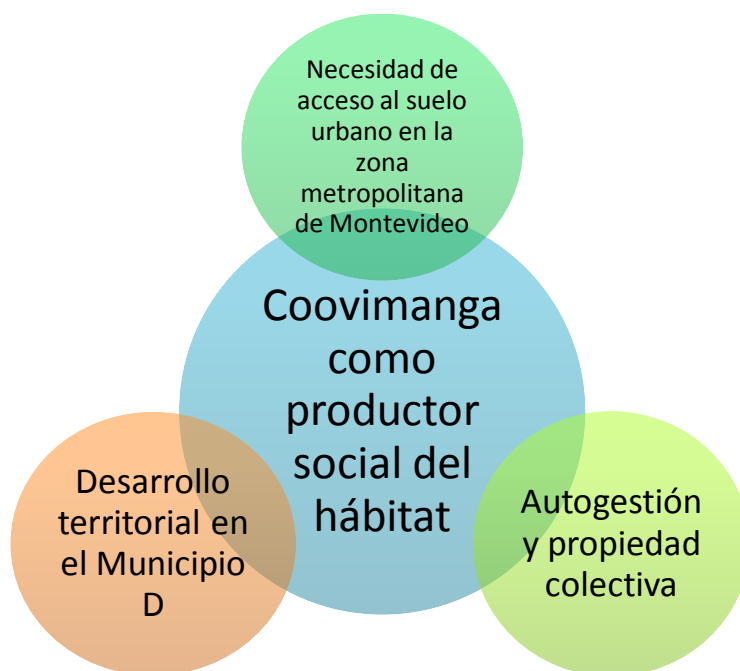 Necesidad de
acceso al suelo
urbano en la
zona
metropolitana
de Montevideo
Coovimanga
como
productor
social del
hábitat
Desarrollo
territorial en
el Municipio
D
Autogestión
y propiedad
colectiva